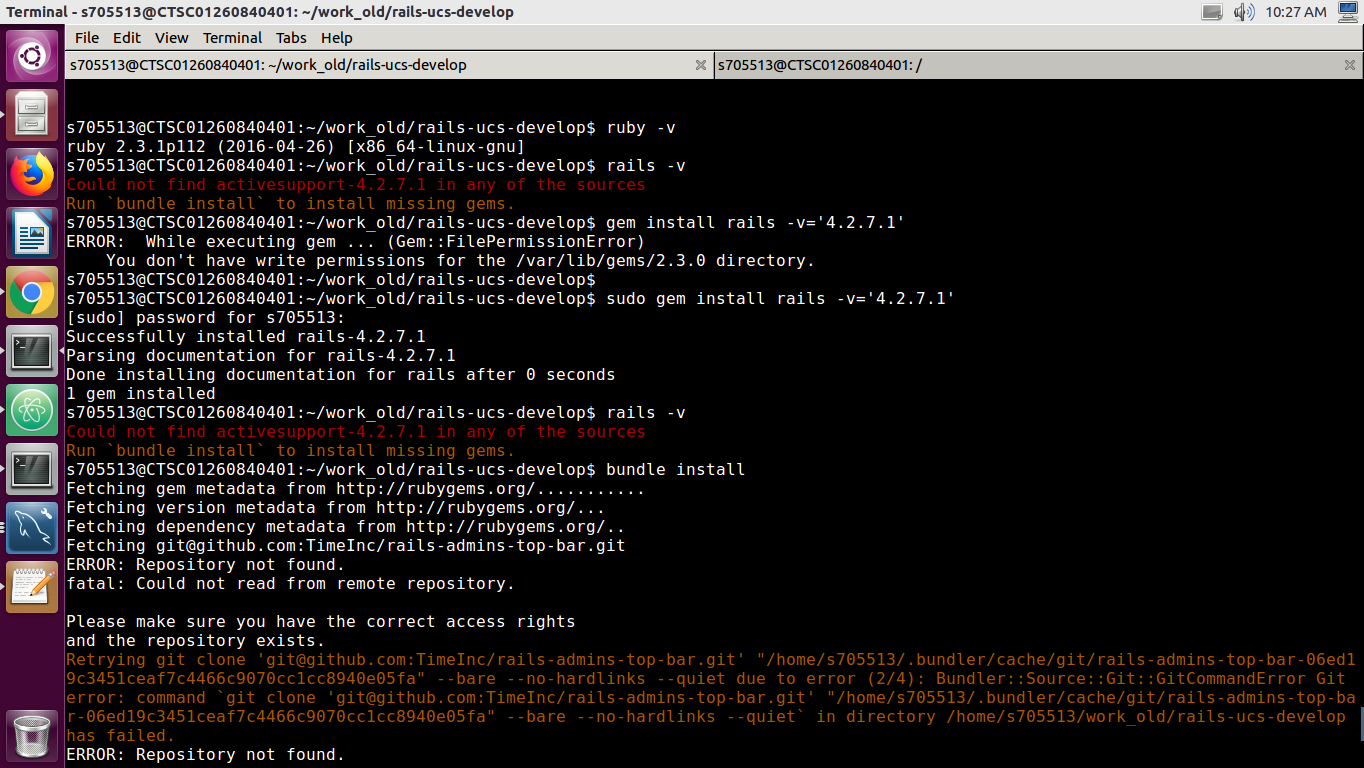 Terminal - s705513@CTSC01260840401: ~/work_old/rails-ucs-develop
10:27 AM
File Edit View Terminal Tabs Help
s705513@CTSC01260840401: ~/work_old/rails-ucs-develop
s705513@CTSC01260840401: /
s705513@CTSC01260840401:~/work_old/rails-ucs-develop$ ruby -v
ruby 2.3.1p112 (2016-04-26) [x86_64-linux-gnu]
s705513@CTSC01260840401:~/work_old/rails-ucs-develop$ rails -v
Could not find activesupport-4.2.7.1 in any of the sources
Run `bundle install` to install missing gems.
s705513@CTSC01260840401:~/work_old/rails-ucs-develop$ gem install rails -v='4.2.7.1'
ERROR:  While executing gem ... (Gem::FilePermissionError)
    You don't have write permissions for the /var/lib/gems/2.3.0 directory.
s705513@CTSC01260840401:~/work_old/rails-ucs-develop$
s705513@CTSC01260840401:~/work_old/rails-ucs-develop$ sudo gem install rails -v='4.2.7.1'
[sudo] password for s705513:
Successfully installed rails-4.2.7.1
Parsing documentation for rails-4.2.7.1
Done installing documentation for rails after 0 seconds
1 gem installed
s705513@CTSC01260840401:~/work_old/rails-ucs-develop$ rails -v
Could not find activesupport-4.2.7.1 in any of the sources
Run `bundle install` to install missing gems.
s705513@CTSC01260840401:~/work_old/rails-ucs-develop$ bundle install
Fetching gem metadata from http://rubygems.org/...........
Fetching version metadata from http://rubygems.org/...
Fetching dependency metadata from http://rubygems.org/..
Fetching git@github.com:TimeInc/rails-admins-top-bar.git
ERROR: Repository not found.
fatal: Could not read from remote repository.
Please make sure you have the correct access rights
and the repository exists.
Retrying git clone 'git@github.com:TimeInc/rails-admins-top-bar.git' "/home/s705513/.bundler/cache/git/rails-admins-top-bar-06ed1
9c3451ceaf7c4466c9070cc1cc8940e05fa" --bare --no-hardlinks --quiet due to error (2/4): Bundler::Source::Git::GitCommandError Git
error: command `git clone 'git@github.com:TimeInc/rails-admins-top-bar.git' "/home/s705513/.bundler/cache/git/rails-admins-top-ba
r-06ed19c3451ceaf7c4466c9070cc1cc8940e05fa" --bare --no-hardlinks --quiet` in directory /home/s705513/work_old/rails-ucs-develop
has failed.
ERROR: Repository not found.